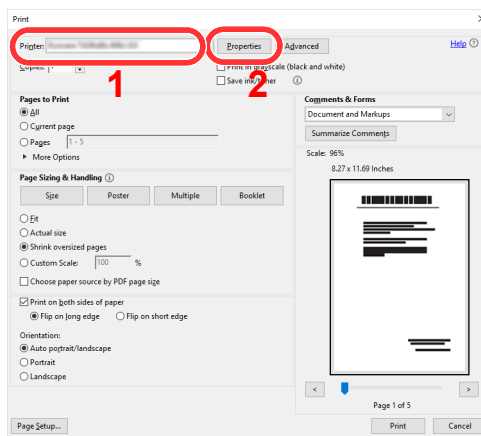 Print
Printer: Properties Advanced Help
Copies: 1 Print in grayscale (black and white)
Save ink/toner
1 2
Pages to Print
All
Current page
Pages 1 - 5
More Options
Comments & Forms
Document and Markups
Summarize Comments
Page Sizing & Handling
Size Poster Multiple Booklet
Fit
Actual size
Shrink oversized pages
Custom Scale: 100 %
Choose paper source by PDF page size
Print on both sides of paper
Flip on long edge Flip on short edge
Orientation:
Auto portrait/landscape
Portrait
Landscape
Scale: 96%
8.27 x 11.69 Inches
< >
Page 1 of 5
Page Setup... Print Cancel